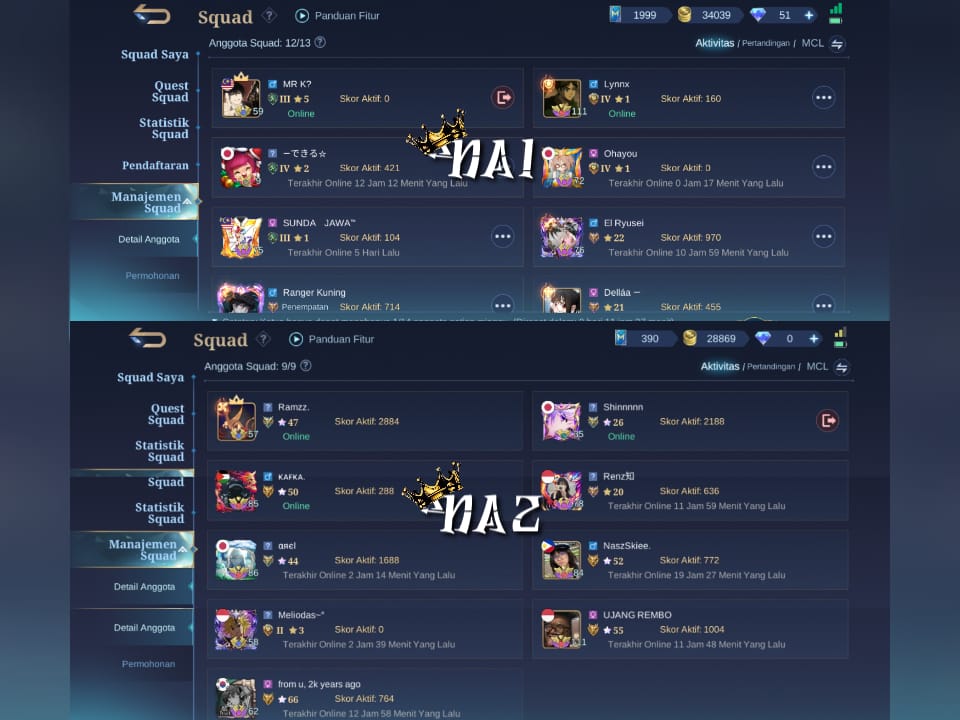 Squad ? Panduan Fitur 1999 34039 51 +
Squad Saya
Quest
Squad
Statistik
Squad
Pendaftaran
Manajemen
Squad
Detail Anggota
Permohonan
Anggota Squad: 12/13 ?
Aktivitas / Pertandingan / MCL
MR K?
59 III 5 Skor Aktif: 0
Online
Lynnx
111 IV 1 Skor Aktif: 160
Online
ーできる☆
IV 2 Skor Aktif: 421
Terakhir Online 12 Jam 12 Menit Yang Lalu
Ohayou
72 IV 1 Skor Aktif: 0
Terakhir Online 0 Jam 17 Menit Yang Lalu
NA1
SUNDA JAWA™
III 1 Skor Aktif: 104
Terakhir Online 5 Hari Lalu
El Ryusei
76 22 Skor Aktif: 970
Terakhir Online 10 Jam 59 Menit Yang Lalu
Ranger Kuning
Penempatan Skor Aktif: 714
Delláa ー
21 Skor Aktif: 455
Squad ? Panduan Fitur 390 28869 0 +
Squad Saya
Quest
Squad
Statistik
Squad
Squad
Statistik
Squad
Manajemen
Squad
Detail Anggota
Detail Anggota
Permohonan
Anggota Squad: 9/9 ?
Aktivitas / Pertandingan / MCL
Ramzz.
57 47 Skor Aktif: 2884
Online
Shinnnnn
26 Skor Aktif: 2188
Online
ᴋᴀғᴋᴀ.
50 Skor Aktif: 288
Online
Renz知
20 Skor Aktif: 636
Terakhir Online 11 Jam 59 Menit Yang Lalu
NA2
αяєl
86 44 Skor Aktif: 1688
Terakhir Online 2 Jam 14 Menit Yang Lalu
NaszSkiee.
84 52 Skor Aktif: 772
Terakhir Online 19 Jam 27 Menit Yang Lalu
Meliodas~°
58 II 3 Skor Aktif: 0
Terakhir Online 2 Jam 39 Menit Yang Lalu
UJANG REMBO
55 Skor Aktif: 1004
Terakhir Online 11 Jam 48 Menit Yang Lalu
from u, 2k years ago
62 66 Skor Aktif: 764
Terakhir Online 12 Jam 58 Menit Yang Lalu